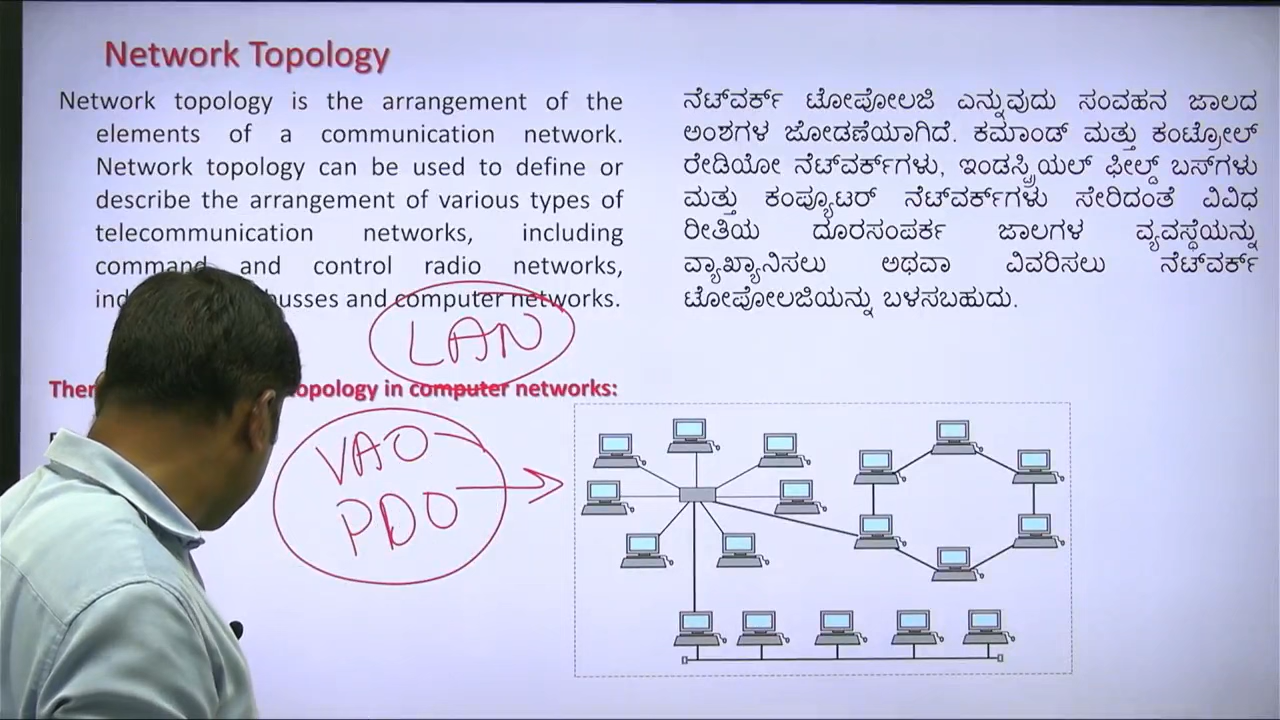 Network Topology
Network topology is the arrangement of the
elements of a communication network.
Network topology can be used to define or
describe the arrangement of various types of
telecommunication networks, including
command and control radio networks,
busses and computer networks.
ನೆಟ್‌ವರ್ಕ್ ಟೋಪೋಲಜಿ ಎನ್ನುವುದು ಸಂವಹನ ಜಾಲದ
ಅಂಶಗಳ ಜೋಡಣೆಯಾಗಿದೆ. ಕಮಾಂಡ್ ಮತ್ತು ಕಂಟ್ರೋಲ್
ರೇಡಿಯೋ ನೆಟ್‌ವರ್ಕ್‌ಗಳು, ಇಂಡಸ್ಟ್ರಿಯಲ್ ಫೀಲ್ಡ್ ಬಸ್‌ಗಳು
ಮತ್ತು ಕಂಪ್ಯೂಟರ್ ನೆಟ್‌ವರ್ಕ್‌ಗಳು ಸೇರಿದಂತೆ ವಿವಿಧ
ರೀತಿಯ ದೂರಸಂಪರ್ಕ ಜಾಲಗಳ ವ್ಯವಸ್ಥೆಯನ್ನು
ವ್ಯಾಖ್ಯಾನಿಸಲು ಅಥವಾ ವಿವರಿಸಲು ನೆಟ್‌ವರ್ಕ್
ಟೋಪೋಲಜಿಯನ್ನು ಬಳಸಬಹುದು.
LAN
topology in computer networks:
VAO
PDO